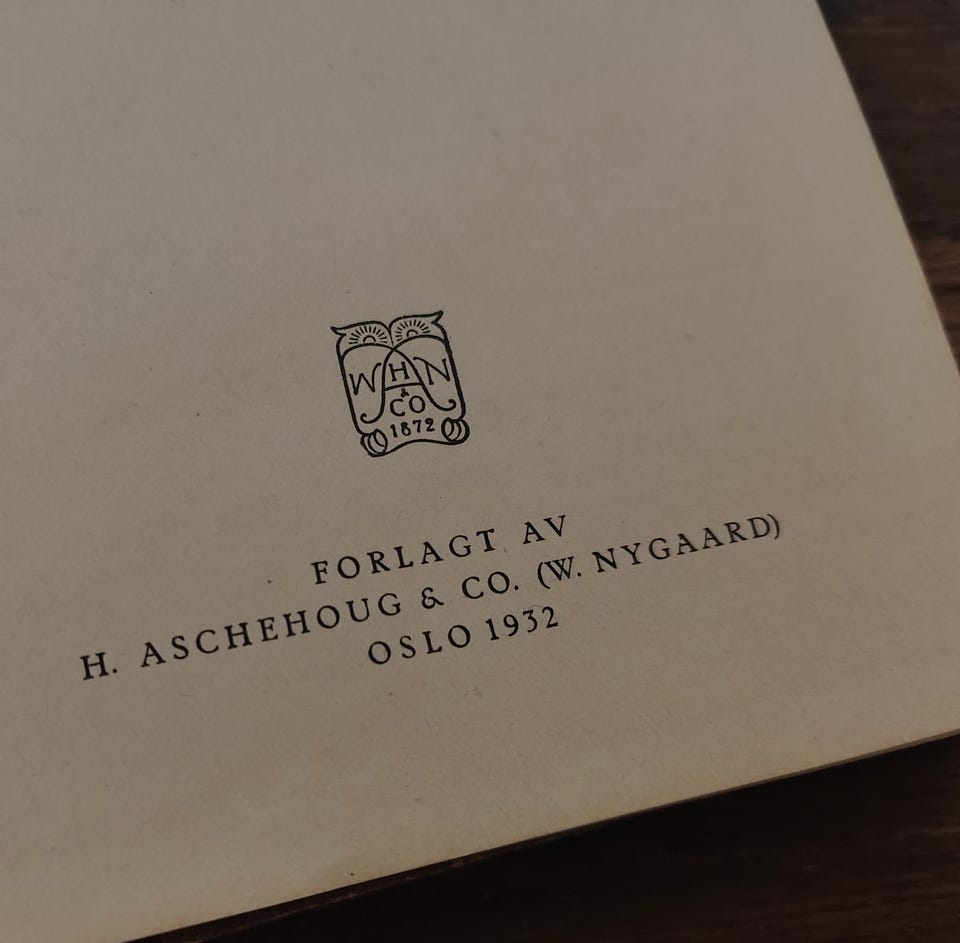 W H N
&
CO
1872
FORLAGT AV
H. ASCHEHOUG & CO. (W. NYGAARD)
OSLO 1932